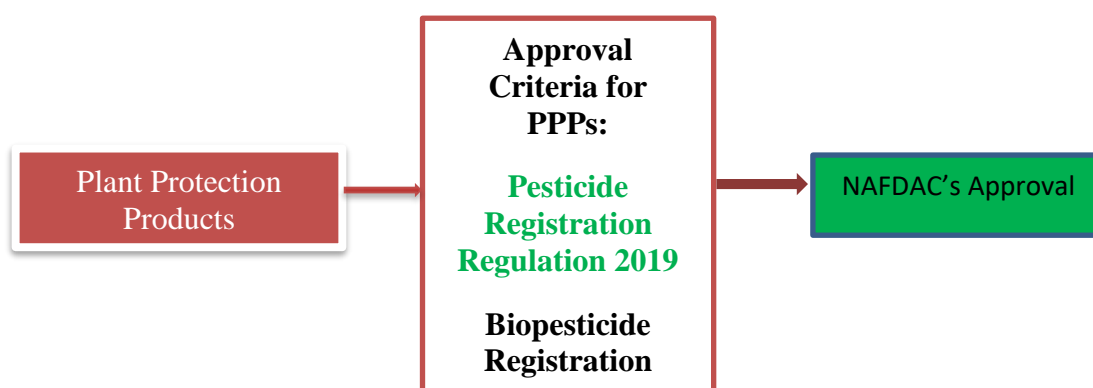 Plant Protection
Products
Approval
Criteria for
PPPs:
Pesticide
Registration
Regulation 2019
Biopesticide
Registration
NAFDAC’s Approval